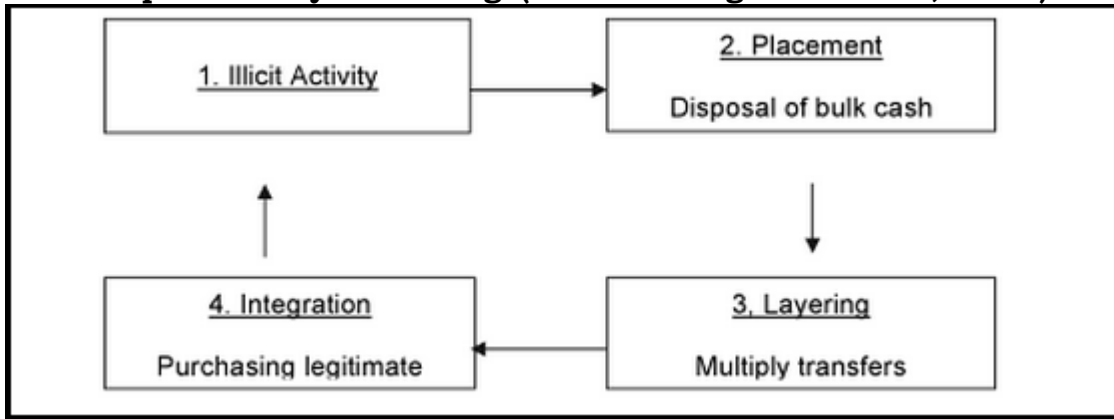 1. Illicit Activity
2. Placement
Disposal of bulk cash
3, Layering
Multiply transfers
4. Integration
Purchasing legitimate